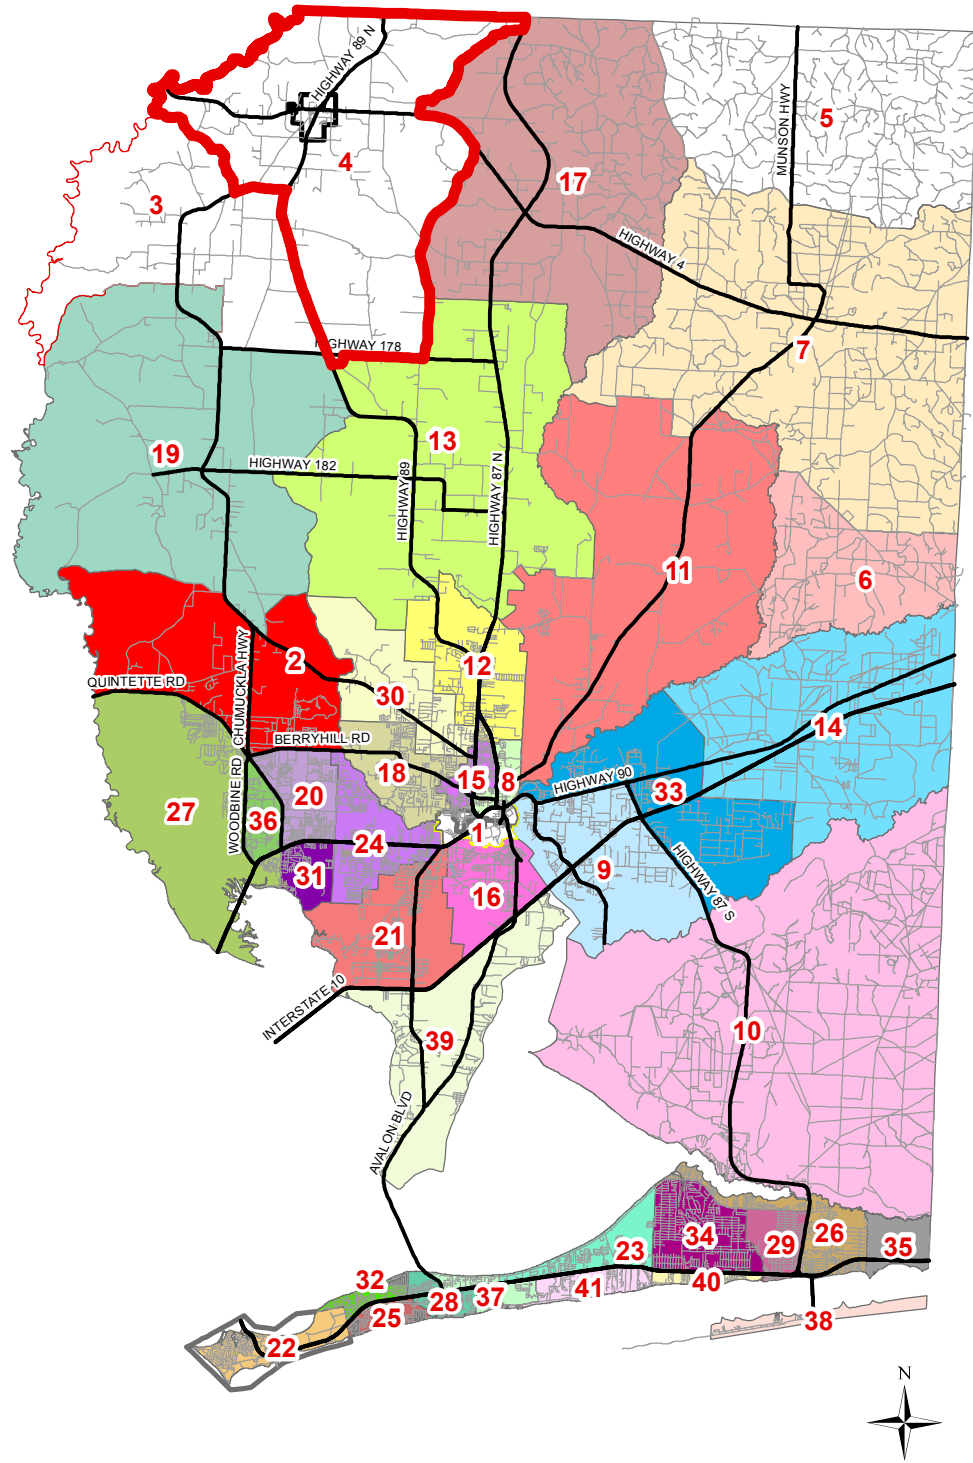 HIGHWAY 89 N
MUNSON HWY
5
4
17
3
HIGHWAY 4
HIGHWAY 178
7
13
19
HIGHWAY 182
HIGHWAY 89
HIGHWAY 87 N
11
6
2
12
QUINTETTE RD
CHUMUCKLA HWY
30
14
BERRYHILL RD
18
15
8
HIGHWAY 90
33
27
WOODBINE RD
20
36
1
24
31
9
HIGHWAY 87 S
16
21
INTERSTATE 10
39
10
AVALON BLVD
34
26
23
29
35
32
40
41
28
37
25
38
22
N